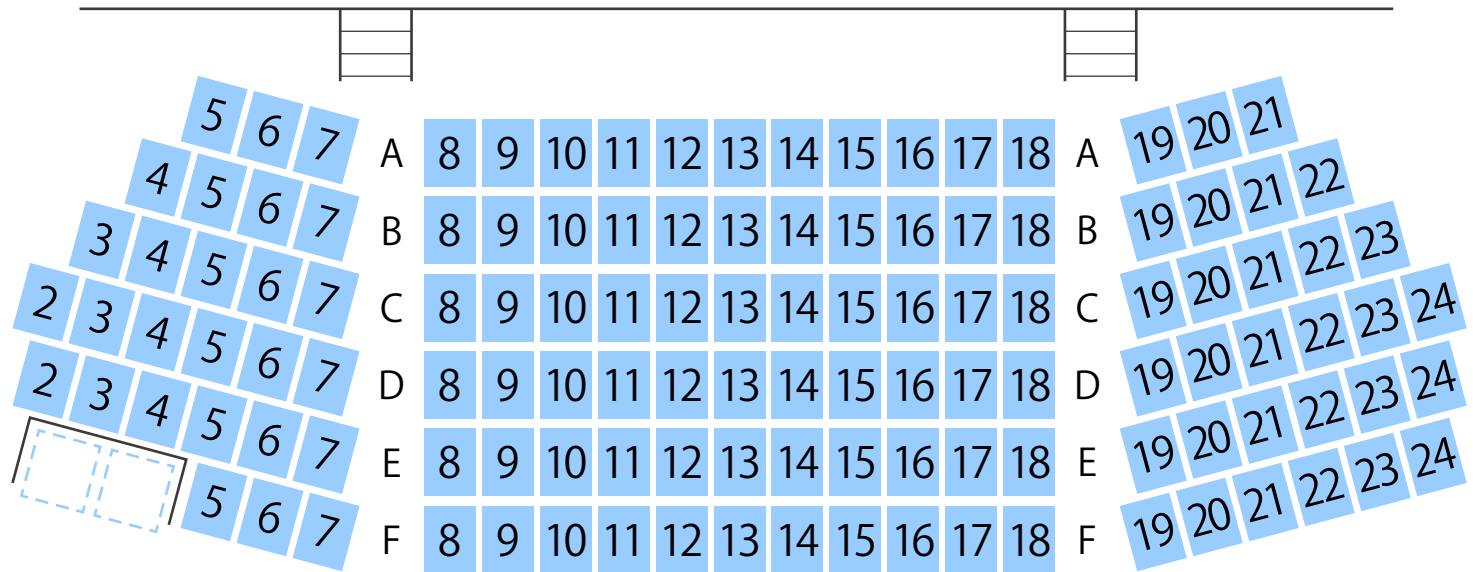 5 6 7 A 8 9 10 11 12 13 14 15 16 17 18 A 19 20 21
4 5 6 7 B 8 9 10 11 12 13 14 15 16 17 18 B 19 20 21 22
3 4 5 6 7 C 8 9 10 11 12 13 14 15 16 17 18 C 19 20 21 22 23
2 3 4 5 6 7 D 8 9 10 11 12 13 14 15 16 17 18 D 19 20 21 22 23 24
2 3 4 5 6 7 E 8 9 10 11 12 13 14 15 16 17 18 E 19 20 21 22 23 24
5 6 7 F 8 9 10 11 12 13 14 15 16 17 18 F 19 20 21 22 23 24